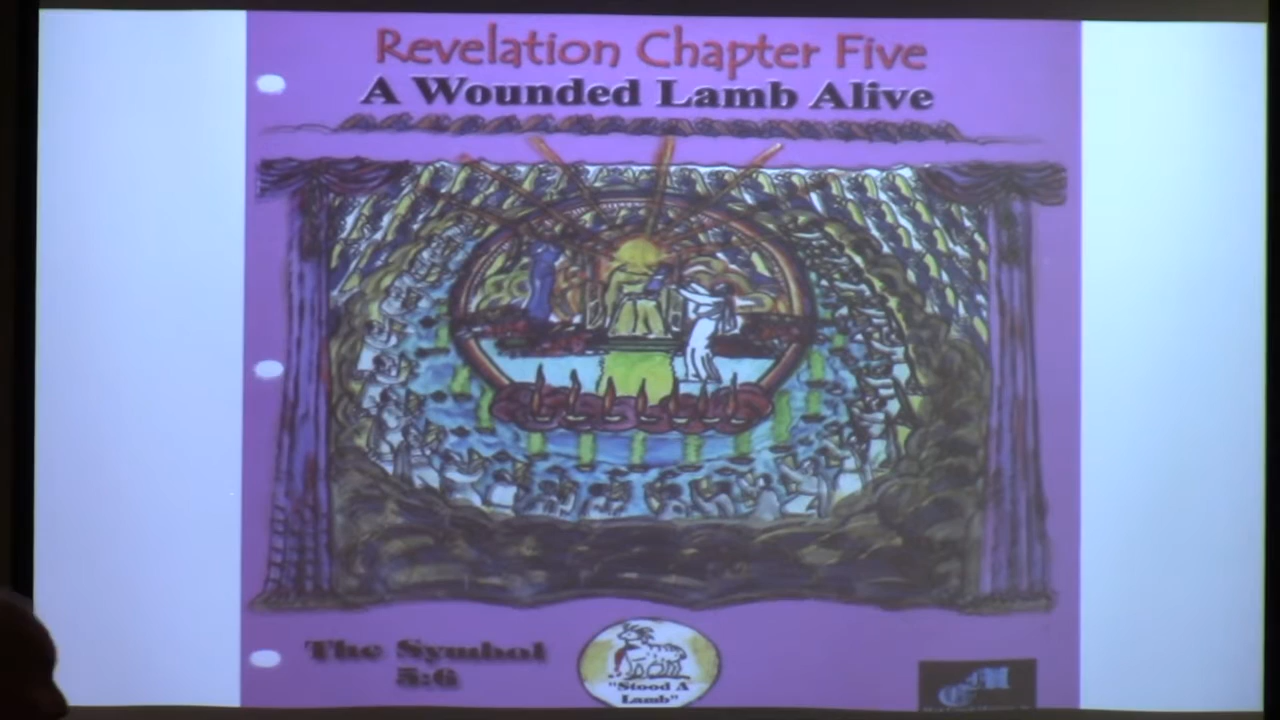 Revelation Chapter Five
A Wounded Lamb Alive
The Symbol
5:6
"Stood A
Lamb"